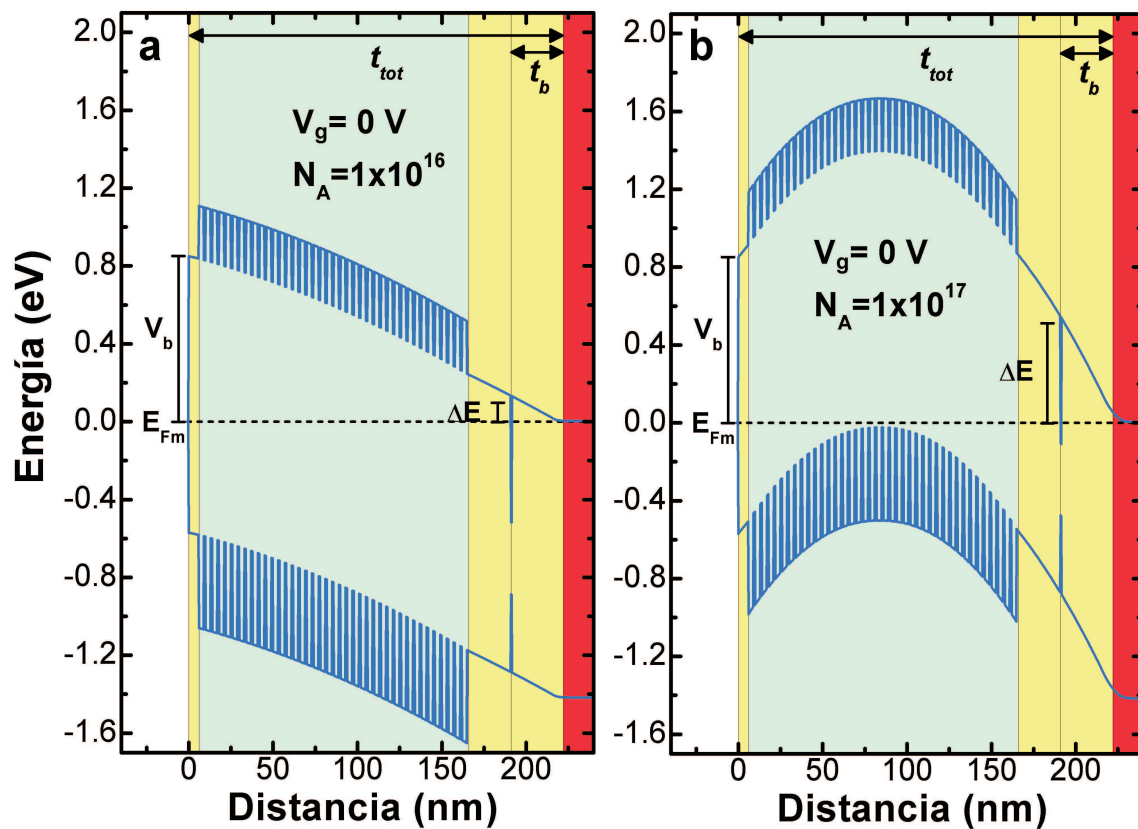 a
t_tot
t_b
V_g= 0 V
N_A=1x10^16
V_b
E_Fm
ΔE
Energía (eV)
2.0
1.6
1.2
0.8
0.4
0.0
-0.4
-0.8
-1.2
-1.6
0
50
100
150
200
Distancia (nm)
b
t_tot
t_b
V_g= 0 V
N_A=1x10^17
V_b
E_Fm
ΔE
2.0
1.6
1.2
0.8
0.4
0.0
-0.4
-0.8
-1.2
-1.6
0
50
100
150
200
Distancia (nm)